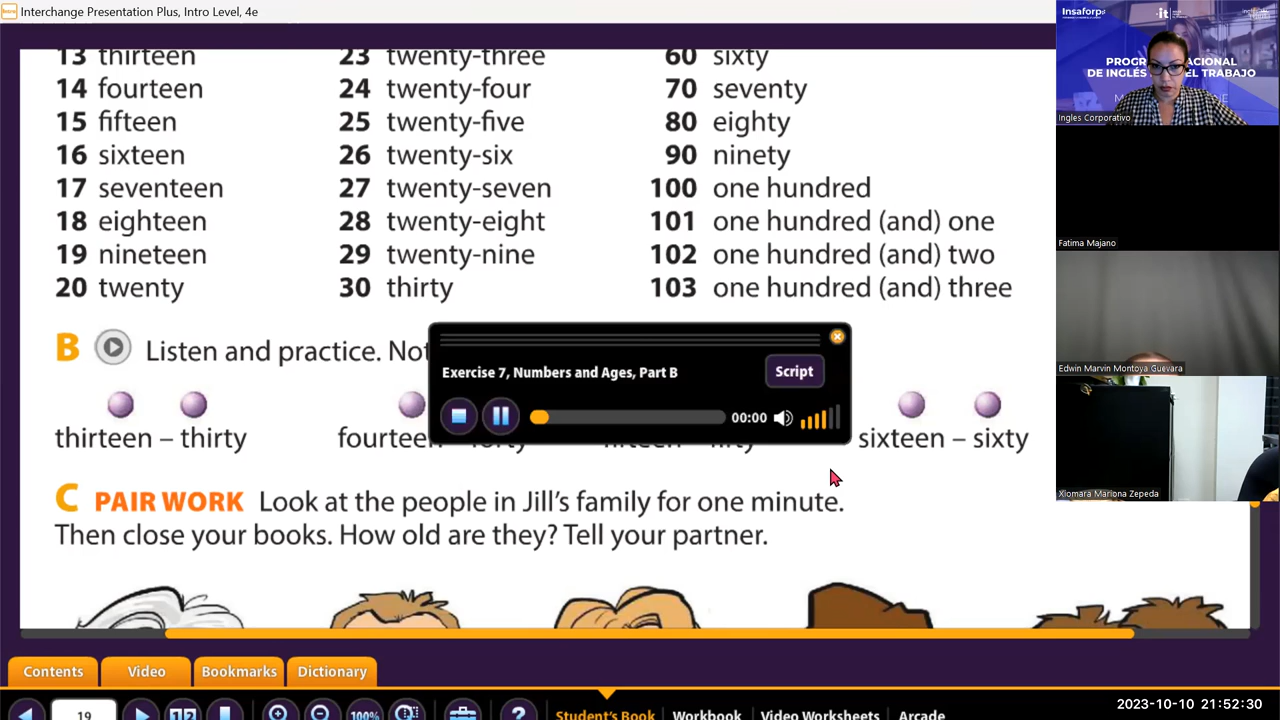 Interchange Presentation Plus, Intro Level, 4e
13 thirteen 23 twenty-three 60 sixty
14 fourteen 24 twenty-four 70 seventy
15 fifteen 25 twenty-five 80 eighty
16 sixteen 26 twenty-six 90 ninety
17 seventeen 27 twenty-seven 100 one hundred
18 eighteen 28 twenty-eight 101 one hundred (and) one
19 nineteen 29 twenty-nine 102 one hundred (and) two
20 twenty 30 thirty 103 one hundred (and) three
B Listen and practice.
Exercise 7, Numbers and Ages, Part B Script
00:00
thirteen – thirty sixteen – sixty
C PAIR WORK Look at the people in Jill's family for one minute.
Then close your books. How old are they? Tell your partner.
Contents Video Bookmarks Dictionary
19 1 2 100% ? Student's Book Workbook Video Worksheets Arcade
Insaforp it
Ingles Corporativo
Fatima Majano
Edwin Marvin Montoya Guevara
Xiomara Mariona Zepeda
2023-10-10 21:52:30